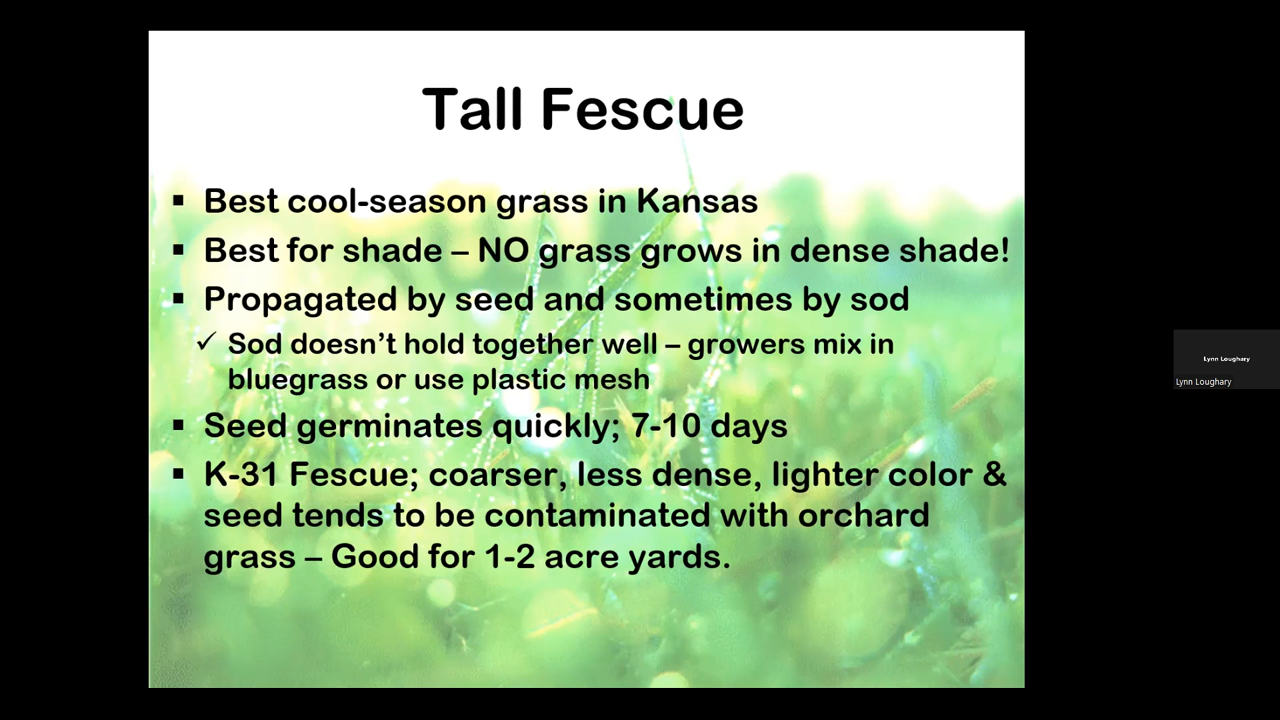 Tall Fescue
▪ Best cool-season grass in Kansas
▪ Best for shade – NO grass grows in dense shade!
▪ Propagated by seed and sometimes by sod
✓ Sod doesn’t hold together well – growers mix in
bluegrass or use plastic mesh
▪ Seed germinates quickly; 7-10 days
▪ K-31 Fescue; coarser, less dense, lighter color &
seed tends to be contaminated with orchard
grass – Good for 1-2 acre yards.
Lynn Loughary
Lynn Loughary